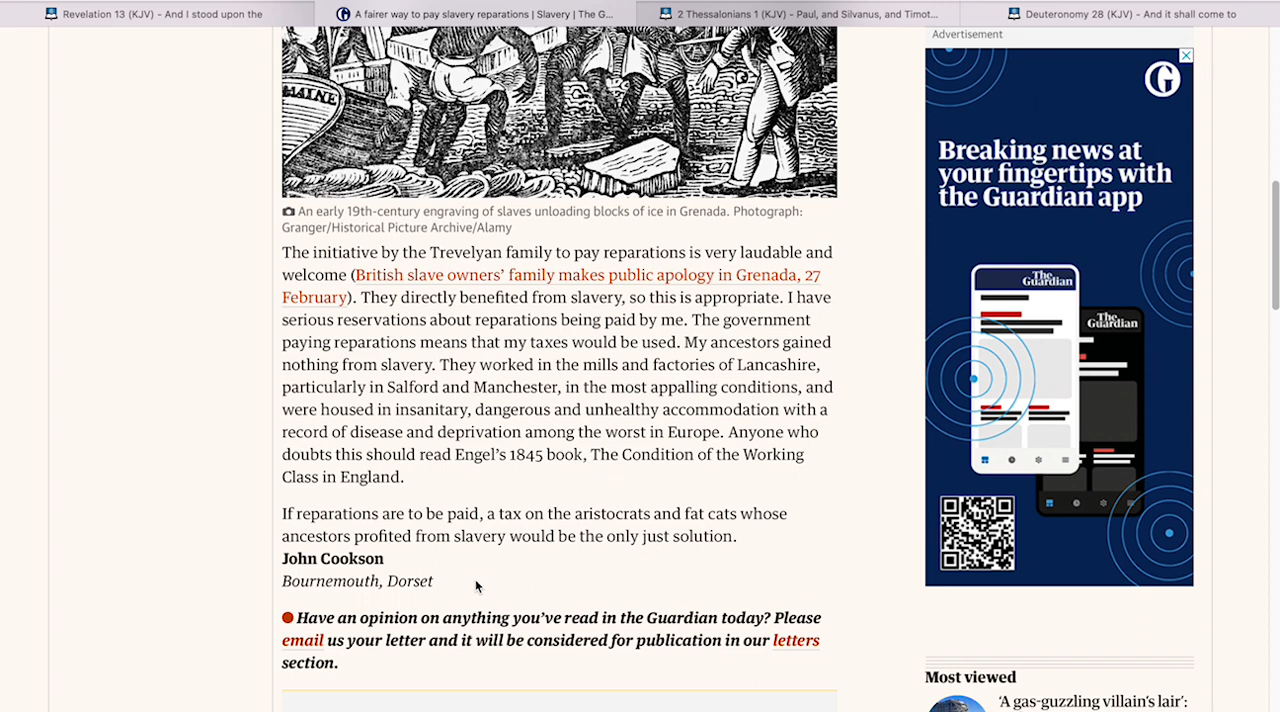 Revelation 13 (KJV) - And I stood upon the
A fairer way to pay slavery reparations | Slavery | The G...
2 Thessalonians 1 (KJV) - Paul, and Silvanus, and Timot...
Deuteronomy 28 (KJV) - And it shall come to
MAINE
An early 19th-century engraving of slaves unloading blocks of ice in Grenada. Photograph:
Granger/Historical Picture Archive/Alamy
The initiative by the Trevelyan family to pay reparations is very laudable and
welcome (British slave owners’ family makes public apology in Grenada, 27
February). They directly benefited from slavery, so this is appropriate. I have
serious reservations about reparations being paid by me. The government
paying reparations means that my taxes would be used. My ancestors gained
nothing from slavery. They worked in the mills and factories of Lancashire,
particularly in Salford and Manchester, in the most appalling conditions, and
were housed in insanitary, dangerous and unhealthy accommodation with a
record of disease and deprivation among the worst in Europe. Anyone who
doubts this should read Engel’s 1845 book, The Condition of the Working
Class in England.
If reparations are to be paid, a tax on the aristocrats and fat cats whose
ancestors profited from slavery would be the only just solution.
John Cookson
Bournemouth, Dorset
Have an opinion on anything you’ve read in the Guardian today? Please
email us your letter and it will be considered for publication in our letters
section.
Advertisement
G
Breaking news at
your fingertips with
the Guardian app
The
Guardian
The
Guardian
Most viewed
‘A gas-guzzling villain’s lair’: